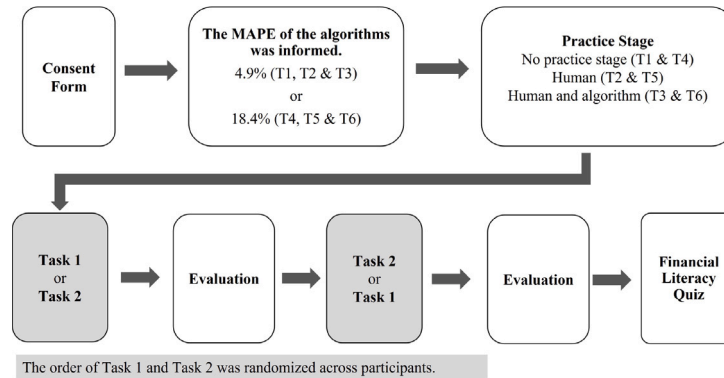 Consent
Form
The MAPE of the algorithms
was informed.
4.9% (T1, T2 & T3)
or
18.4% (T4, T5 & T6)
Practice Stage
No practice stage (T1 & T4)
Human (T2 & T5)
Human and algorithm (T3 & T6)
Task 1
or
Task 2
Evaluation
Task 2
or
Task 1
Evaluation
Financial
Literacy
Quiz
The order of Task 1 and Task 2 was randomized across participants.